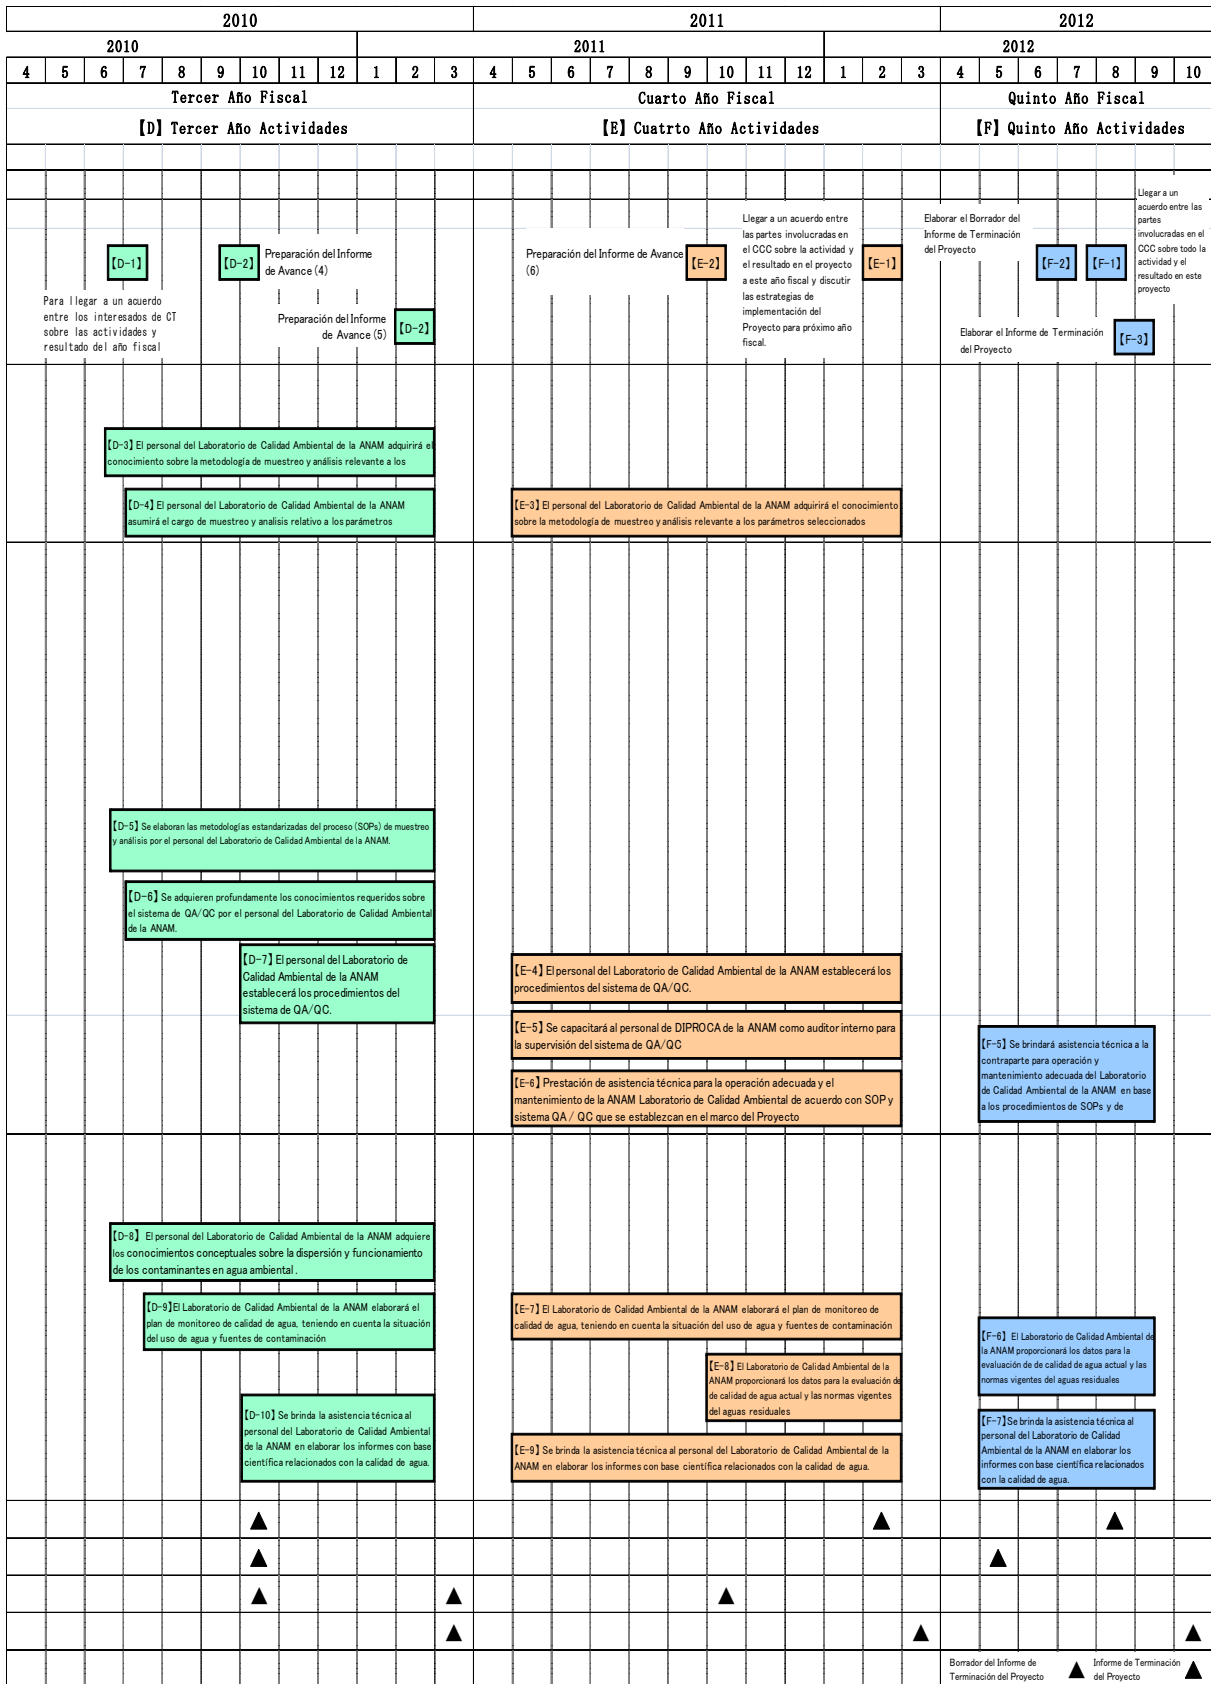 2010 2011 2012
2010 2011 2012
4 5 6 7 8 9 10 11 12 1 2 3 4 5 6 7 8 9 10 11 12 1 2 3 4 5 6 7 8 9 10
Tercer Año Fiscal
Cuarto Año Fiscal
Quinto Año Fiscal
【D】Tercer Año Actividades
【E】Cuatrto Año Actividades
【F】Quinto Año Actividades
【D-1】
Para llegar a un acuerdo
entre los interesados de CT
sobre las actividades y
resultado del año fiscal
【D-2】
Preparación del Informe
de Avance (4)
Preparación del Informe
de Avance (5)
【D-2】
Preparación del Informe de Avance
(6)
【E-2】
Llegar a un acuerdo entre
las partes involucradas en
el CCC sobre la actividad y
el resultado en el proyecto
a este año fiscal y discutir
las estrategias de
implementación del
Proyecto para próximo año
fiscal.
【E-1】
Elaborar el Borrador del
Informe de Terminación
del Proyecto
【F-2】
【F-1】
Llegar a un
acuerdo entre las
partes
involucradas en el
CCC sobre todo la
actividad y el
resultado en este
proyecto
Elaborar el Informe de Terminación
del Proyecto
【F-3】
【D-3】El personal del Laboratorio de Calidad Ambiental de la ANAM adquirirá el
conocimiento sobre la metodología de muestreo y análisis relevante a los
【D-4】El personal del Laboratorio de Calidad Ambiental de la ANAM
asumirá el cargo de muestreo y analisis relativo a los parámetros
【E-3】El personal del Laboratorio de Calidad Ambiental de la ANAM adquirirá el conocimiento
sobre la metodología de muestreo y análisis relevante a los parámetros seleccionados
【D-5】Se elaboran las metodologías estandarizadas del proceso (SOPs) de muestreo
y análisis por el personal del Laboratorio de Calidad Ambiental de la ANAM.
【D-6】Se adquieren profundamente los conocimientos requeridos sobre
el sistema de QA/QC por el personal del Laboratorio de Calidad Ambiental
de la ANAM.
【D-7】El personal del Laboratorio de
Calidad Ambiental de la ANAM
establecerá los procedimientos del
sistema de QA/QC.
【E-4】El personal del Laboratorio de Calidad Ambiental de la ANAM establecerá los
procedimientos del sistema de QA/QC.
【E-5】Se capacitará al personal de DIPROCA de la ANAM como auditor interno para
la supervisión del sistema de QA/QC
【E-6】Prestación de asistencia técnica para la operación adecuada y el
mantenimiento de la ANAM Laboratorio de Calidad Ambiental de acuerdo con SOP y
sistema QA / QC que se establezcan en el marco del Proyecto
【F-5】Se brindará asistencia técnica a la
contraparte para operación y
mantenimiento adecuada del Laboratorio
de Calidad Ambiental de la ANAM en base
a los procedimientos de SOPs y de
【D-8】 El personal del Laboratorio de Calidad Ambiental de la ANAM adquiere
los conocimientos conceptuales sobre la dispersión y funcionamiento
de los contaminantes en agua ambiental .
【D-9】El Laboratorio de Calidad Ambiental de la ANAM elaborará el
plan de monitoreo de calidad de agua, teniendo en cuenta la situación
del uso de agua y fuentes de contaminación
【D-10】Se brinda la asistencia técnica al
personal del Laboratorio de Calidad Ambiental
de la ANAM en elaborar los informes con base
científica relacionados con la calidad de agua.
【E-7】El Laboratorio de Calidad Ambiental de la ANAM elaborará el plan de monitoreo de
calidad de agua, teniendo en cuenta la situación del uso de agua y fuentes de contaminación
【E-8】El Laboratorio de Calidad Ambiental de la
ANAM proporcionará los datos para la evaluación de
de calidad de agua actual y las normas vigentes
del aguas residuales
【E-9】Se brinda la asistencia técnica al personal del Laboratorio de Calidad Ambiental de la
ANAM en elaborar los informes con base científica relacionados con la calidad de agua.
【F-6】 El Laboratorio de Calidad Ambiental de
la ANAM proporcionará los datos para la
evaluación de de calidad de agua actual y las
normas vigentes del aguas residuales
【F-7】Se brinda la asistencia técnica al
personal del Laboratorio de Calidad
Ambiental de la ANAM en elaborar los
informes con base científica relacionados
con la calidad de agua.
Borrador del Informe de
Terminación del Proyecto
Informe de Terminación
del Proyecto